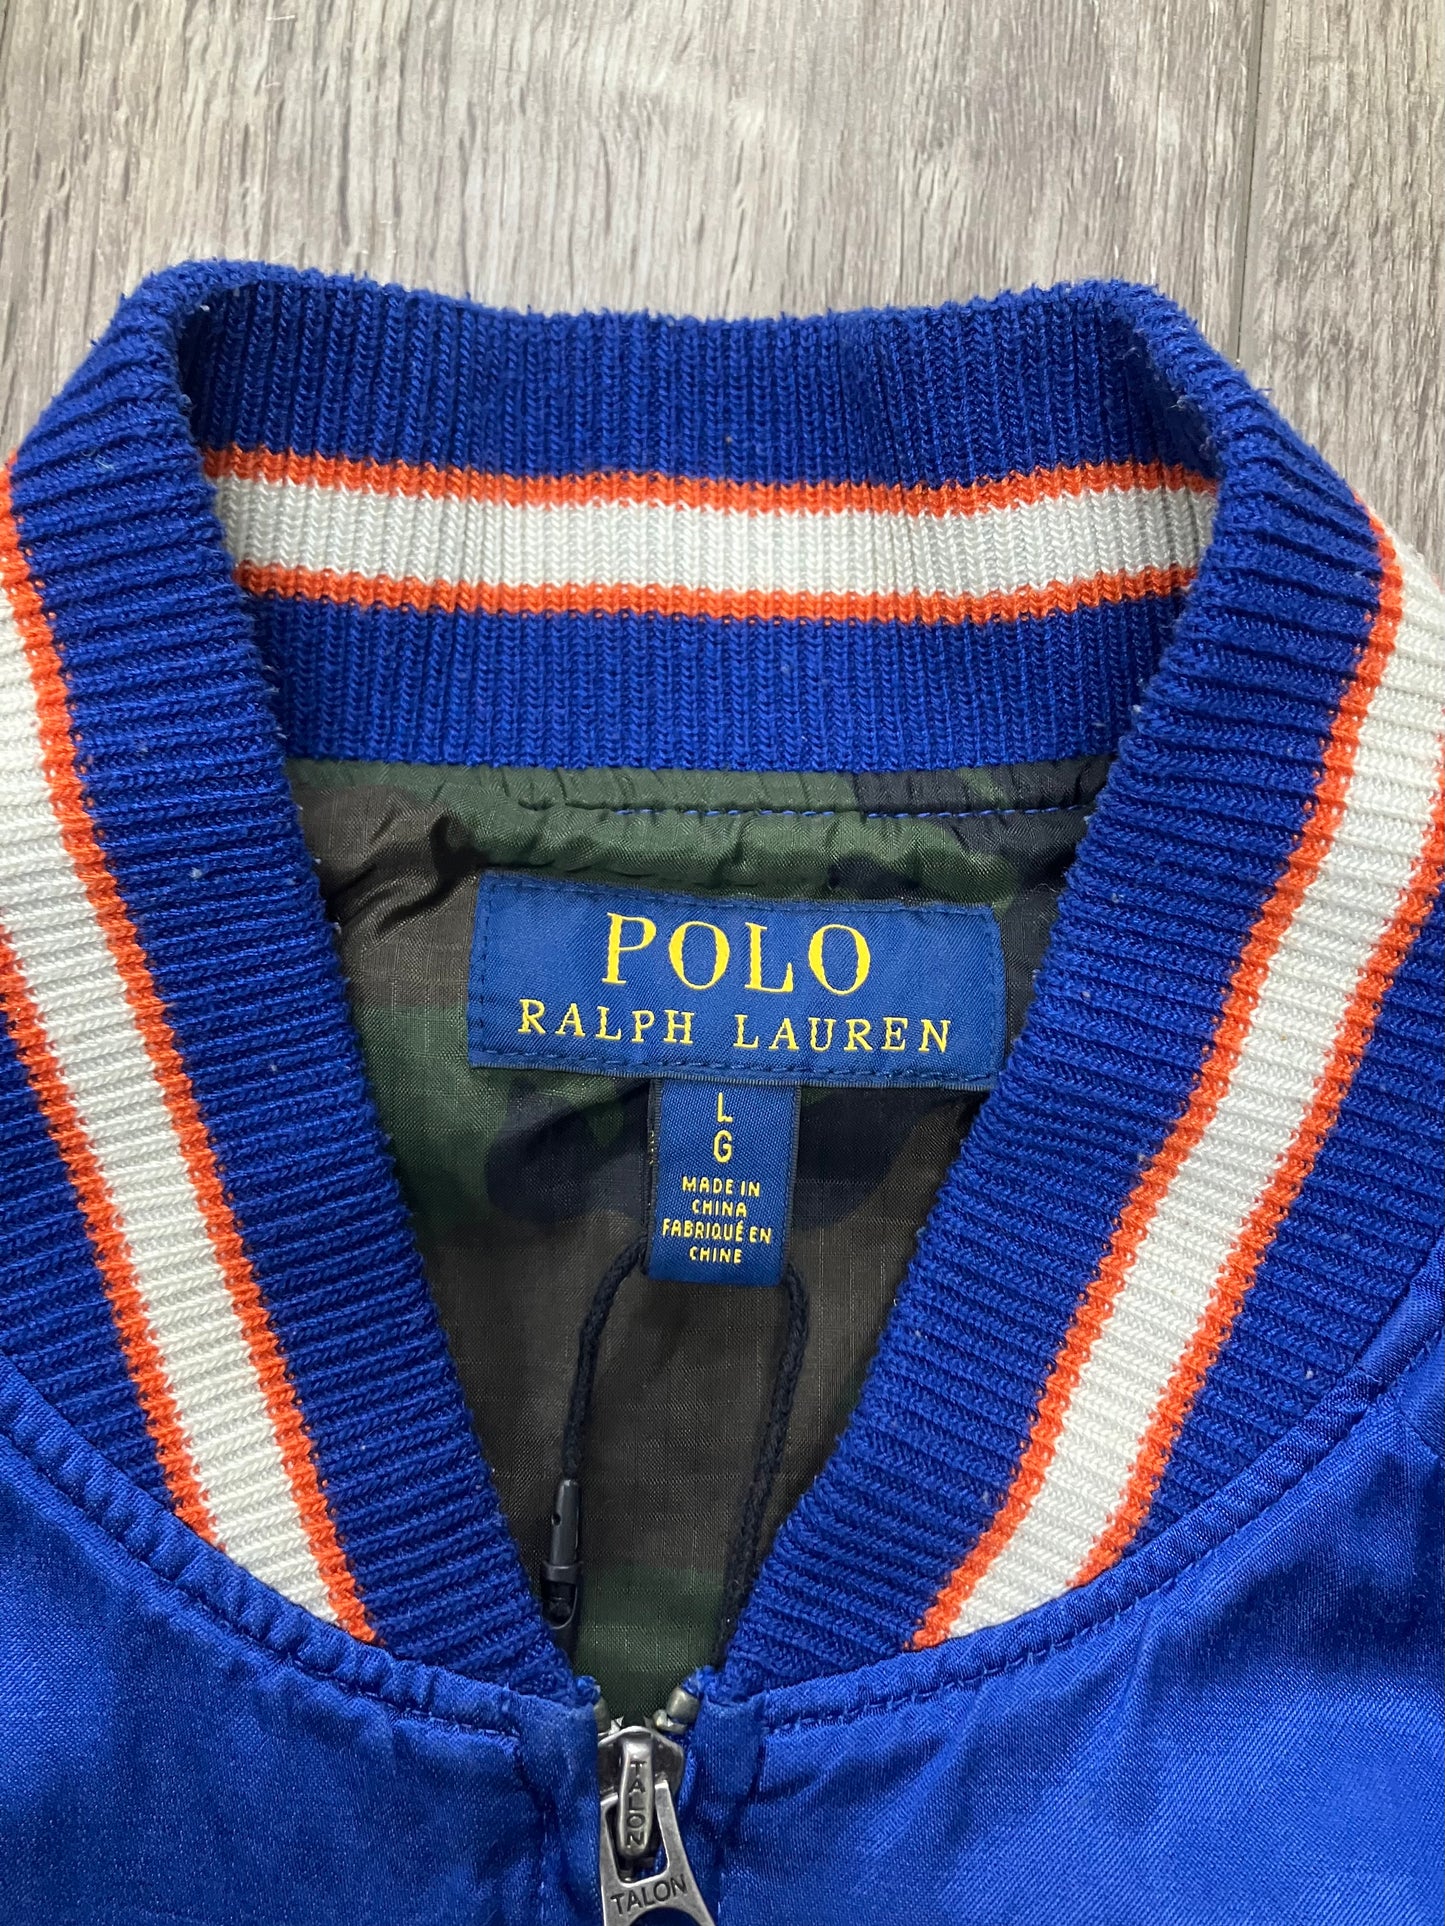 POLO
RALPH LAUREN
L
G
MADE IN
CHINA
FABRIQUÉ EN
CHINE
TALON
TALON